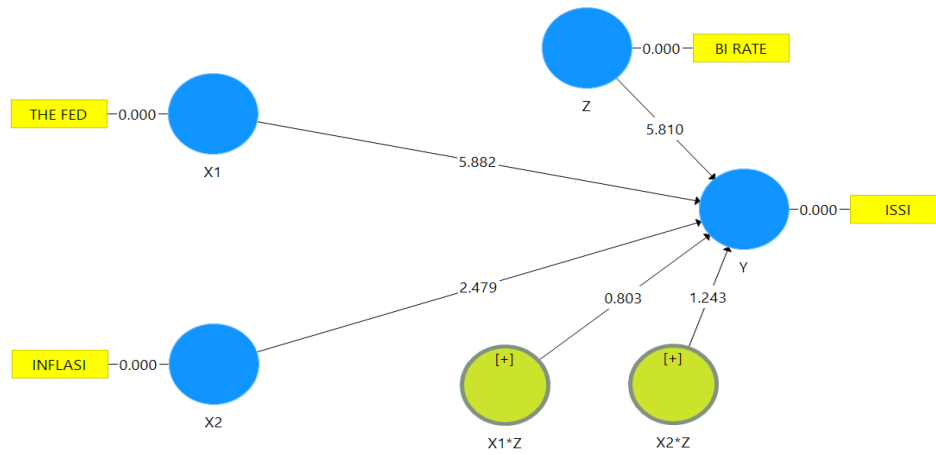 0.000
BI RATE
Z
THE FED
0.000
X1
5.810
5.882
0.000
ISSI
Y
2.479
0.803
1.243
INFLASI
0.000
X2
[+]
[+]
X1*Z
X2*Z